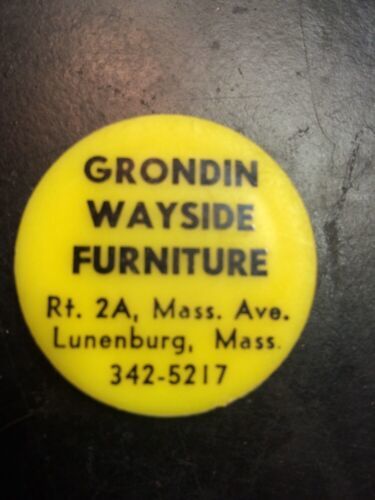 GRONDIN
WAYSIDE
FURNITURE
Rt. 2A, Mass. Ave.
Lunenburg, Mass.
342-5217